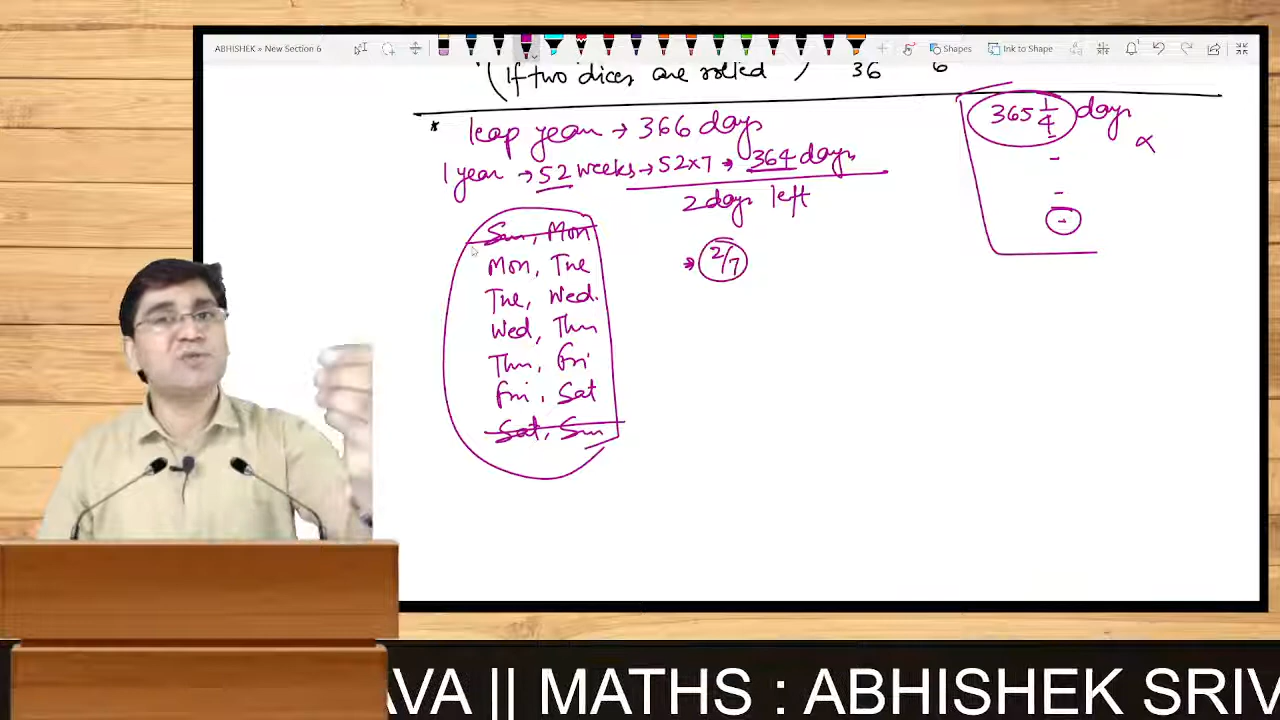 ABHISHEK » New Section 6
Shapes
Ink to Shape
(If two dices are rolled ) 36 6
* leap year → 366 days
1 year → 52 weeks → 52×7 → 364 days
2 days left
Sun, Mon
Mon, Tue
Tue, Wed.
Wed, Thu
Thu, Fri
Fri, Sat
Sat, Sun
→ 2/7
365 1/4 days
AVA || MATHS : ABHISHEK SRIV